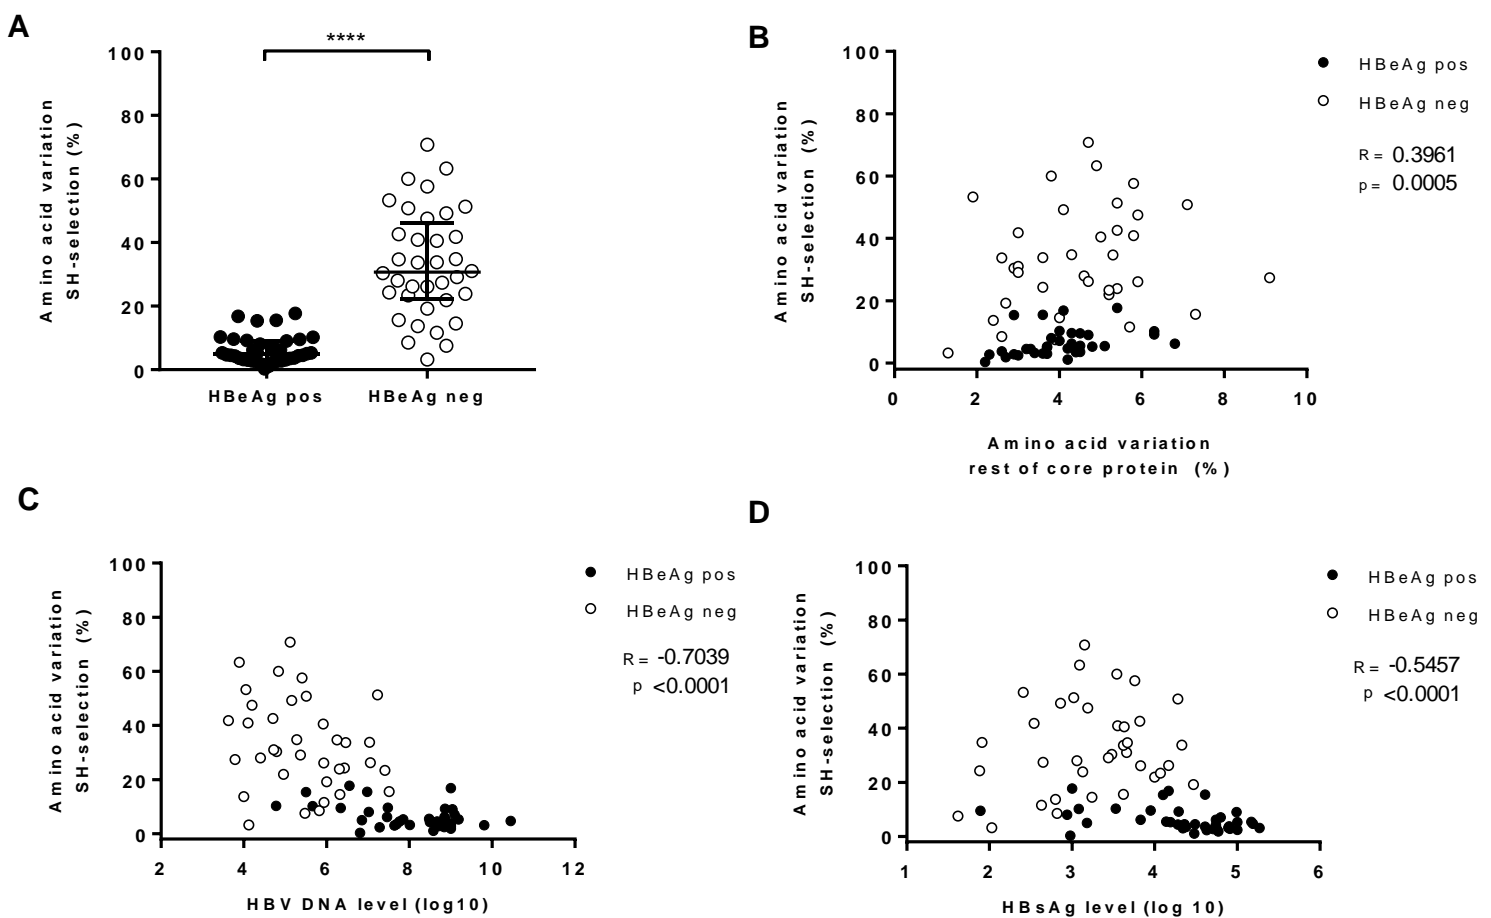 A
****
Amino acid variation
SH-selection (%)
100
80
60
40
20
0
HBeAg pos
HBeAg neg
B
Amino acid variation
SH-selection (%)
100
80
60
40
20
0
0
2
4
6
8
10
Amino acid variation
rest of core protein (%)
HBeAg pos
HBeAg neg
R = 0.3961
p = 0.0005
C
Amino acid variation
SH-selection (%)
100
80
60
40
20
0
2
4
6
8
10
12
HBV DNA level (log10)
HBeAg pos
HBeAg neg
R = -0.7039
p <0.0001
D
Amino acid variation
SH-selection (%)
100
80
60
40
20
0
1
2
3
4
5
6
HBsAg level (log 10)
HBeAg pos
HBeAg neg
R = -0.5457
p <0.0001